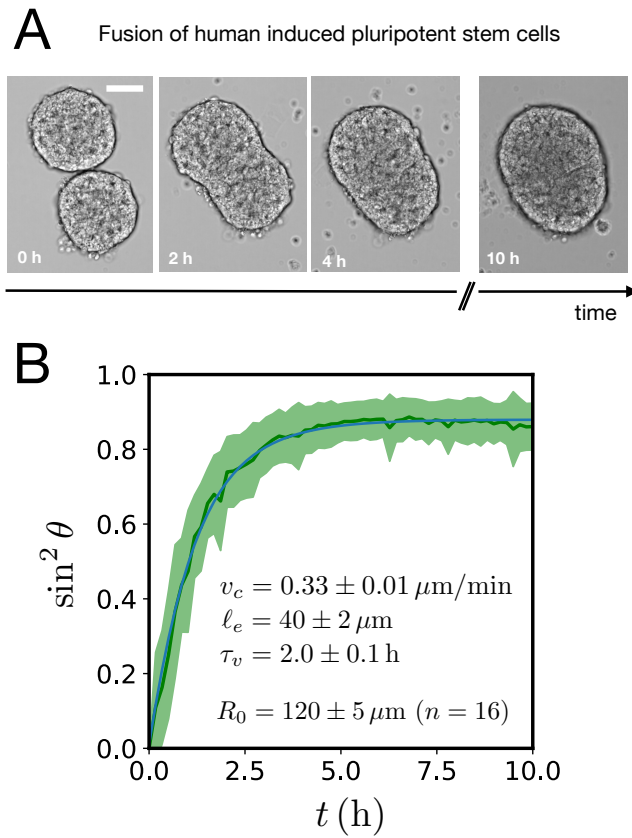 A
Fusion of human induced pluripotent stem cells
0 h
2 h
4 h
10 h
time
B
1.0
0.8
0.6
0.4
0.2
0.0
sin² θ
v_c = 0.33 ± 0.01 μm/min
ℓ_e = 40 ± 2 μm
τ_v = 2.0 ± 0.1 h
R_0 = 120 ± 5 μm (n = 16)
0.0 2.5 5.0 7.5 10.0
t (h)